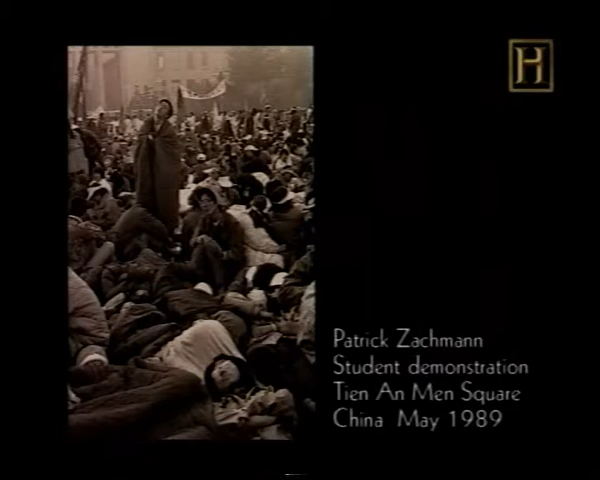 H
Patrick Zachmann
Student demonstration
Tien An Men Square
China May 1989